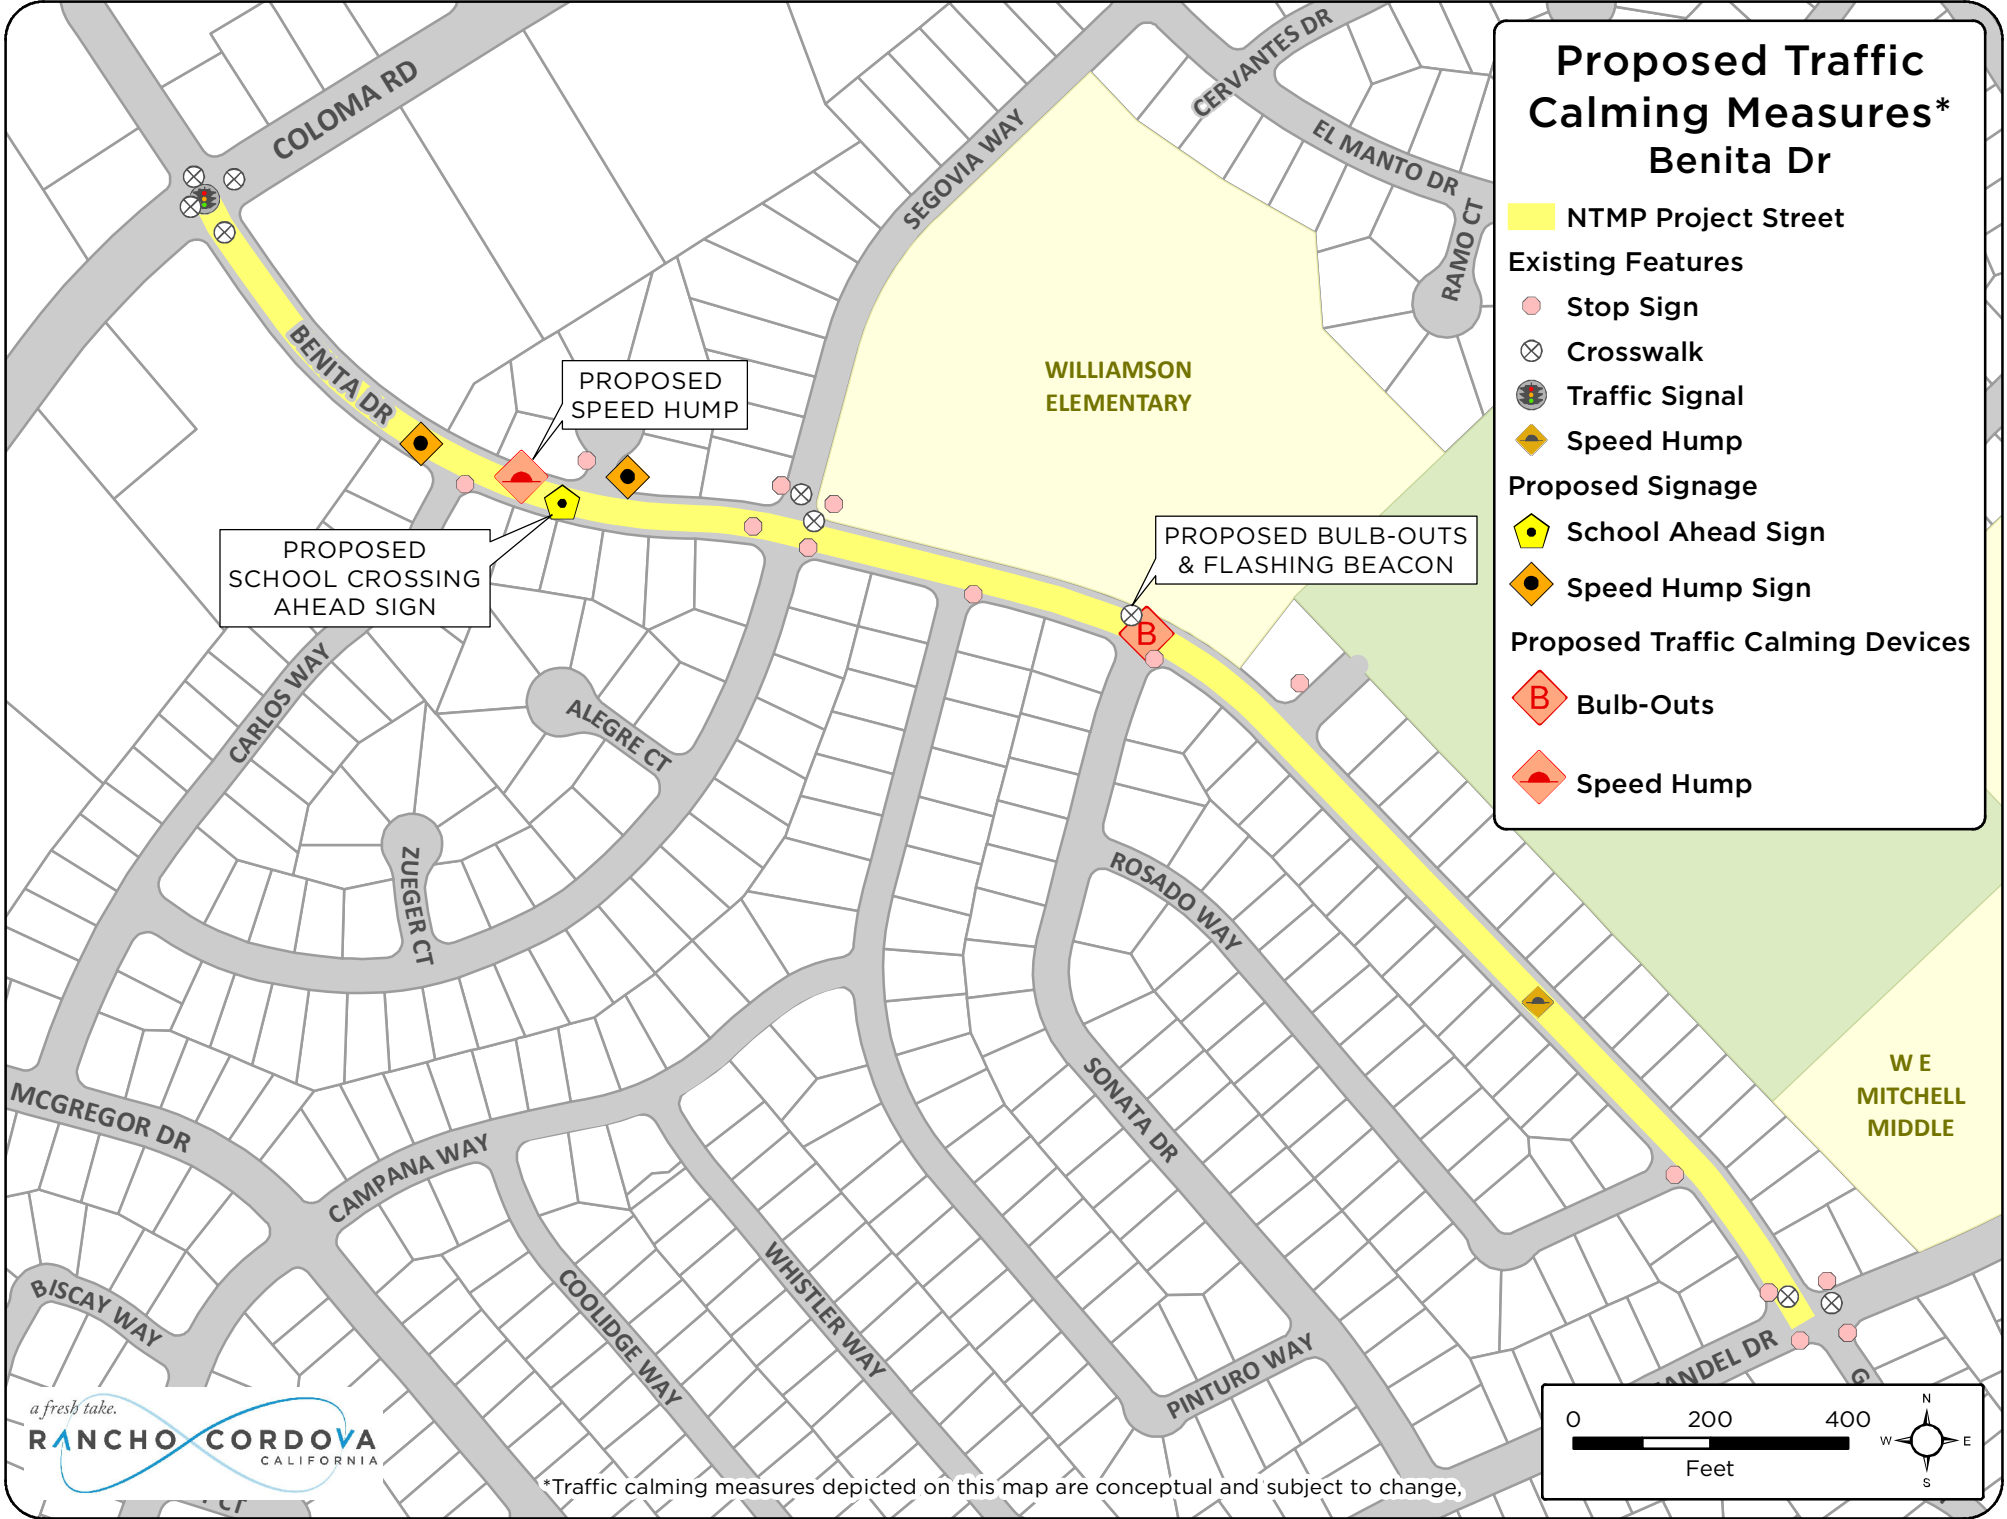 Proposed Traffic
Calming Measures*
Benita Dr
NTMP Project Street
Existing Features
Stop Sign
Crosswalk
Traffic Signal
Speed Hump
Proposed Signage
School Ahead Sign
Speed Hump Sign
Proposed Traffic Calming Devices
B
Bulb-Outs
Speed Hump
COLOMA RD
CERVANTES DR
EL MANTO DR
SEGOVIA WAY
RAMO CT
BENITA DR
PROPOSED
SPEED HUMP
WILLIAMSON
ELEMENTARY
PROPOSED
SCHOOL CROSSING
AHEAD SIGN
PROPOSED BULB-OUTS
& FLASHING BEACON
B
CARLOS WAY
ALEGRE CT
ZUEGER CT
ROSADO WAY
W E
MITCHELL
MIDDLE
MCGREGOR DR
CAMPANA WAY
SONATA DR
BISCAY WAY
COOLIDGE WAY
WHISTLER WAY
PINTURO WAY
ANDEL DR
G
CT
a fresh take.
RANCHO CORDOVA
CALIFORNIA
*Traffic calming measures depicted on this map are conceptual and subject to change,
0 200 400
Feet
N
W E
S